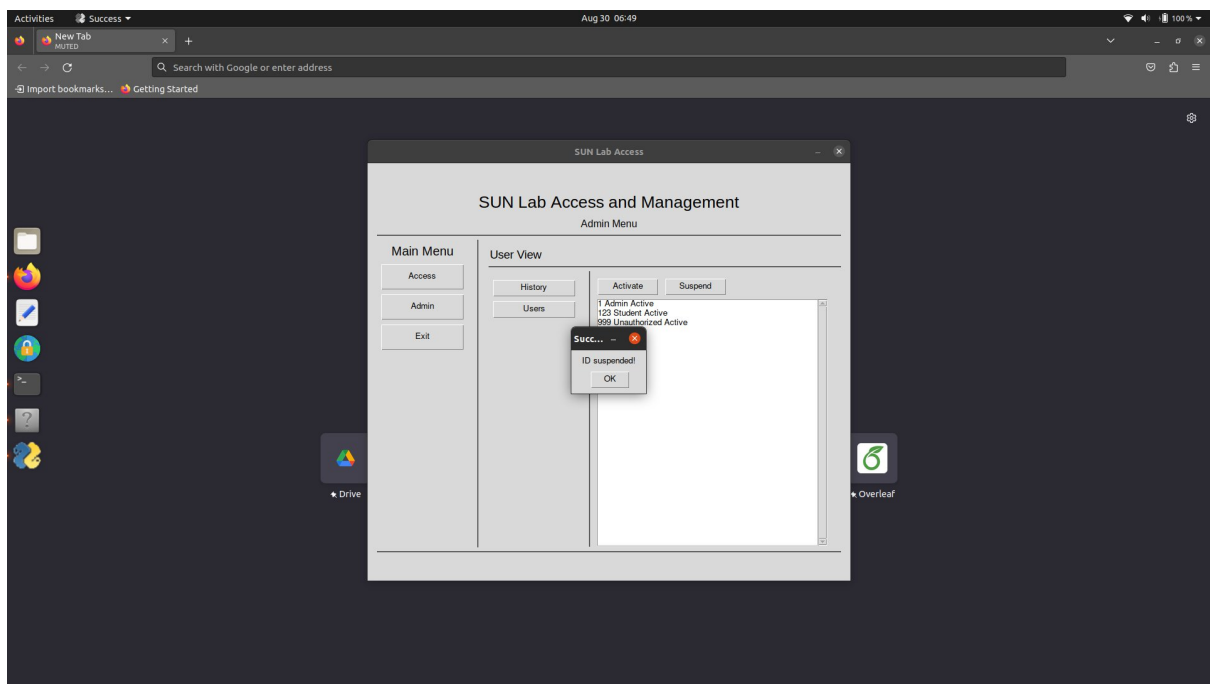 Activities Success Aug 30 06:49 100 %
New Tab
MUTED
Search with Google or enter address
Import bookmarks... Getting Started
SUN Lab Access
SUN Lab Access and Management
Admin Menu
Main Menu
User View
Access
Admin
Exit
History
Users
Activate Suspend
1 Admin Active
123 Student Active
999 Unauthorized Active
Succ...
ID suspended!
OK
Drive
Overleaf